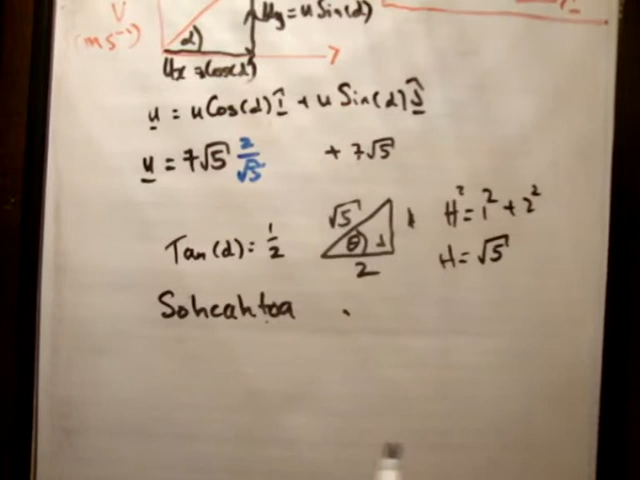 V
(ms⁻¹)
uy = u Sin(α)
α
ux = uCos(α)
u = u Cos(α) î + u Sin(α) ĵ
u = 7√5 2/√5 + 7√5
Tan(α) = 1/2
√5
θ
1
2
H² = 1² + 2²
H = √5
Sohcahtoa